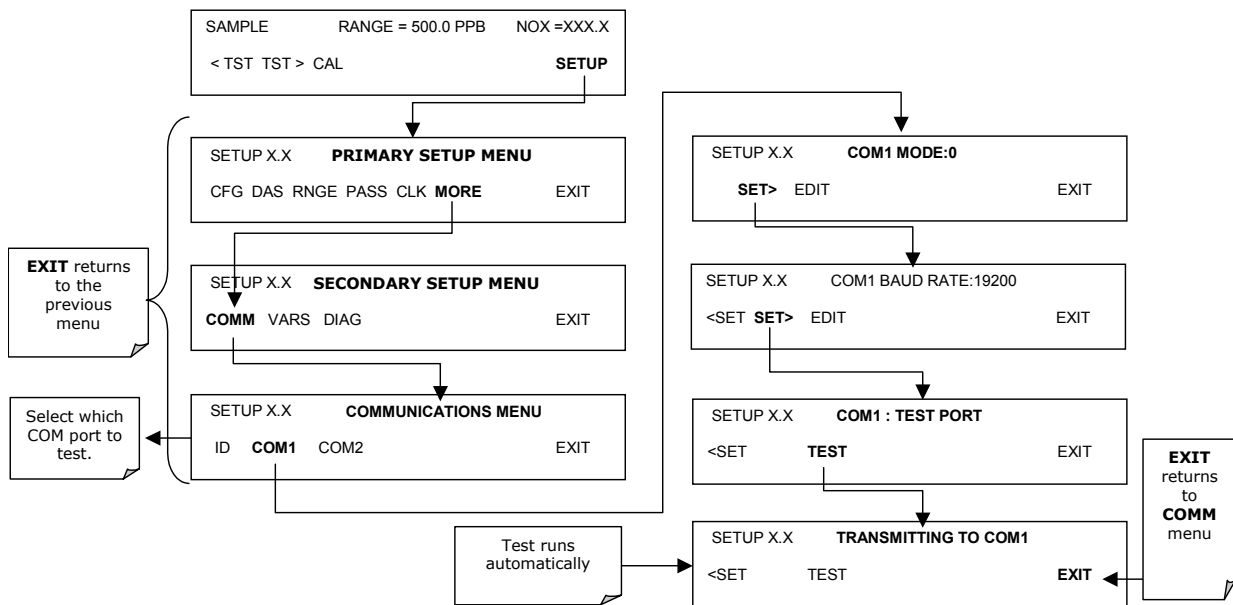 SAMPLE RANGE = 500.0 PPB NOX =XXX.X
< TST TST > CAL SETUP
SETUP X.X PRIMARY SETUP MENU
CFG DAS RNGE PASS CLK MORE EXIT
EXIT returns
to the
previous
menu
SETUP X.X SECONDARY SETUP MENU
COMM VARS DIAG EXIT
Select which
COM port to
test.
SETUP X.X COMMUNICATIONS MENU
ID COM1 COM2 EXIT
SETUP X.X COM1 MODE:0
SET> EDIT EXIT
SETUP X.X COM1 BAUD RATE:19200
<SET SET> EDIT EXIT
SETUP X.X COM1 : TEST PORT
<SET TEST EXIT
Test runs
automatically
SETUP X.X TRANSMITTING TO COM1
<SET TEST EXIT
EXIT
returns
to
COMM
menu